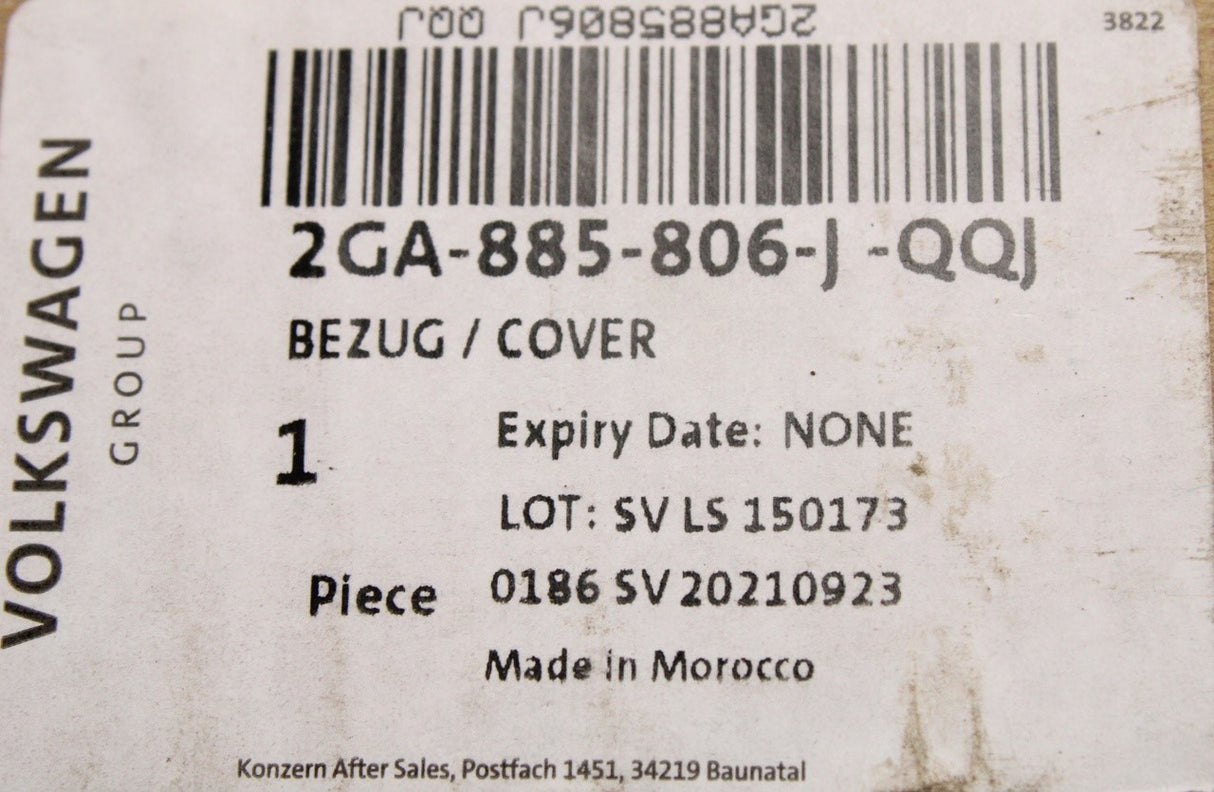 2GA885806J QQJ
3822
2GA-885-806-J -QQJ
BEZUG / COVER
1
Expiry Date: NONE
LOT: SV LS 150173
Piece
0186 SV 20210923
Made in Morocco
VOLKSWAGEN
GROUP
Konzern After Sales, Postfach 1451, 34219 Baunatal